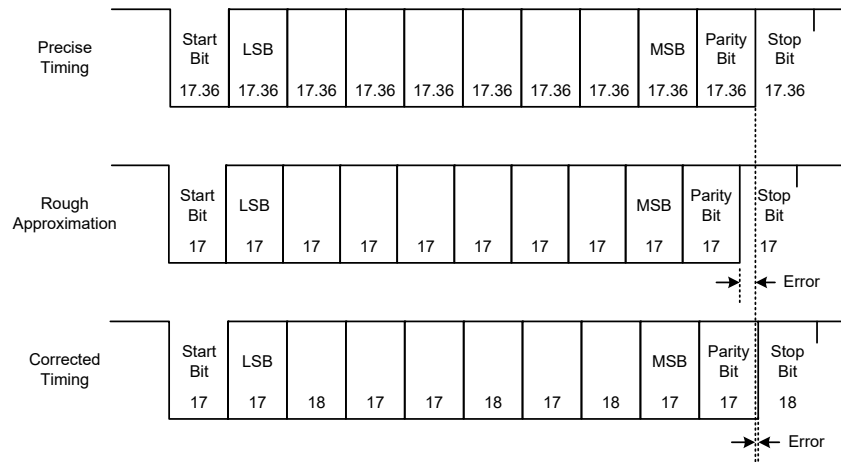 Precise
Timing
Start
Bit
LSB
MSB
Parity
Bit
Stop
Bit
17.36 17.36 17.36 17.36 17.36 17.36 17.36 17.36 17.36 17.36 17.36
Rough
Approximation
Start
Bit
LSB
MSB
Parity
Bit
Stop
Bit
17 17 17 17 17 17 17 17 17 17 17
Error
Corrected
Timing
Start
Bit
LSB
MSB
Parity
Bit
Stop
Bit
17 17 18 17 17 18 17 18 17 17 18
Error